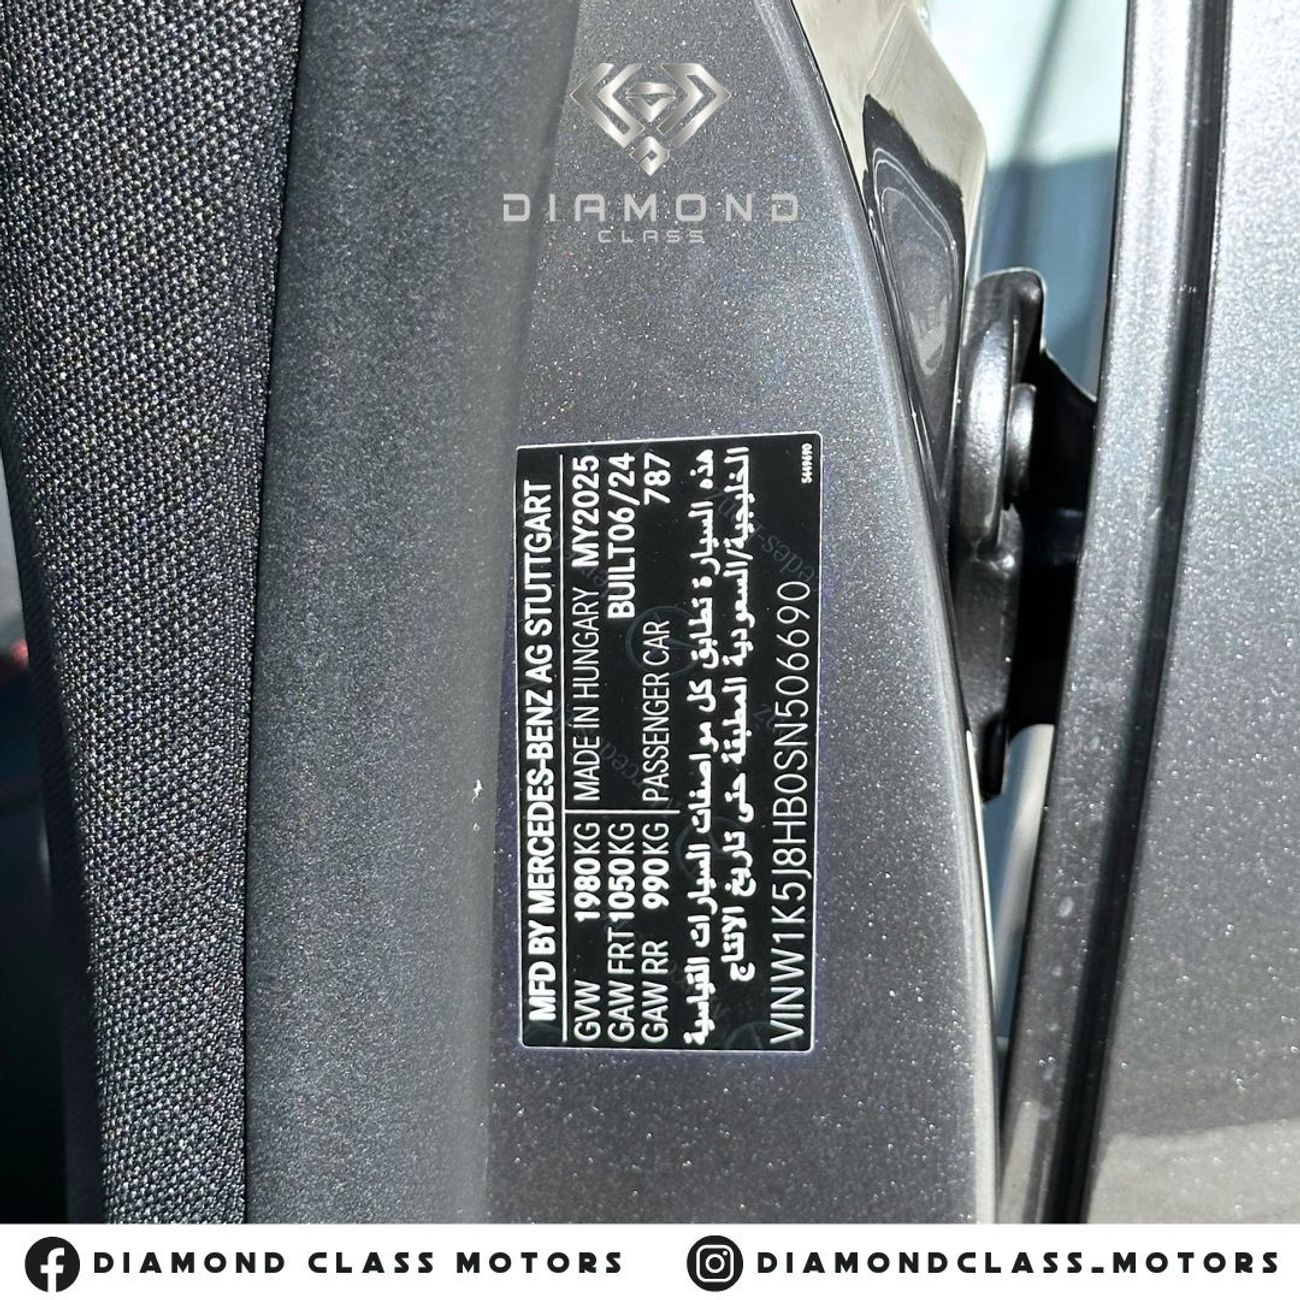 DIAMOND
CLASS
MFD BY MERCEDES-BENZ AG STUTTGART
GVW 1980KG MADE IN HUNGARY MY2025
GAW FRT 1050KG BUILT06/24
GAW RR 990KG PASSENGER CAR 787
هذه السيارة تطابق كل مواصفات السيارات القياسية
الخليجية/السعودية المطبقة حتى تاريخ الانتاج
VINW1K5J8HB0SN506690
5449690
DIAMOND CLASS MOTORS
DIAMONDCLASS_MOTORS